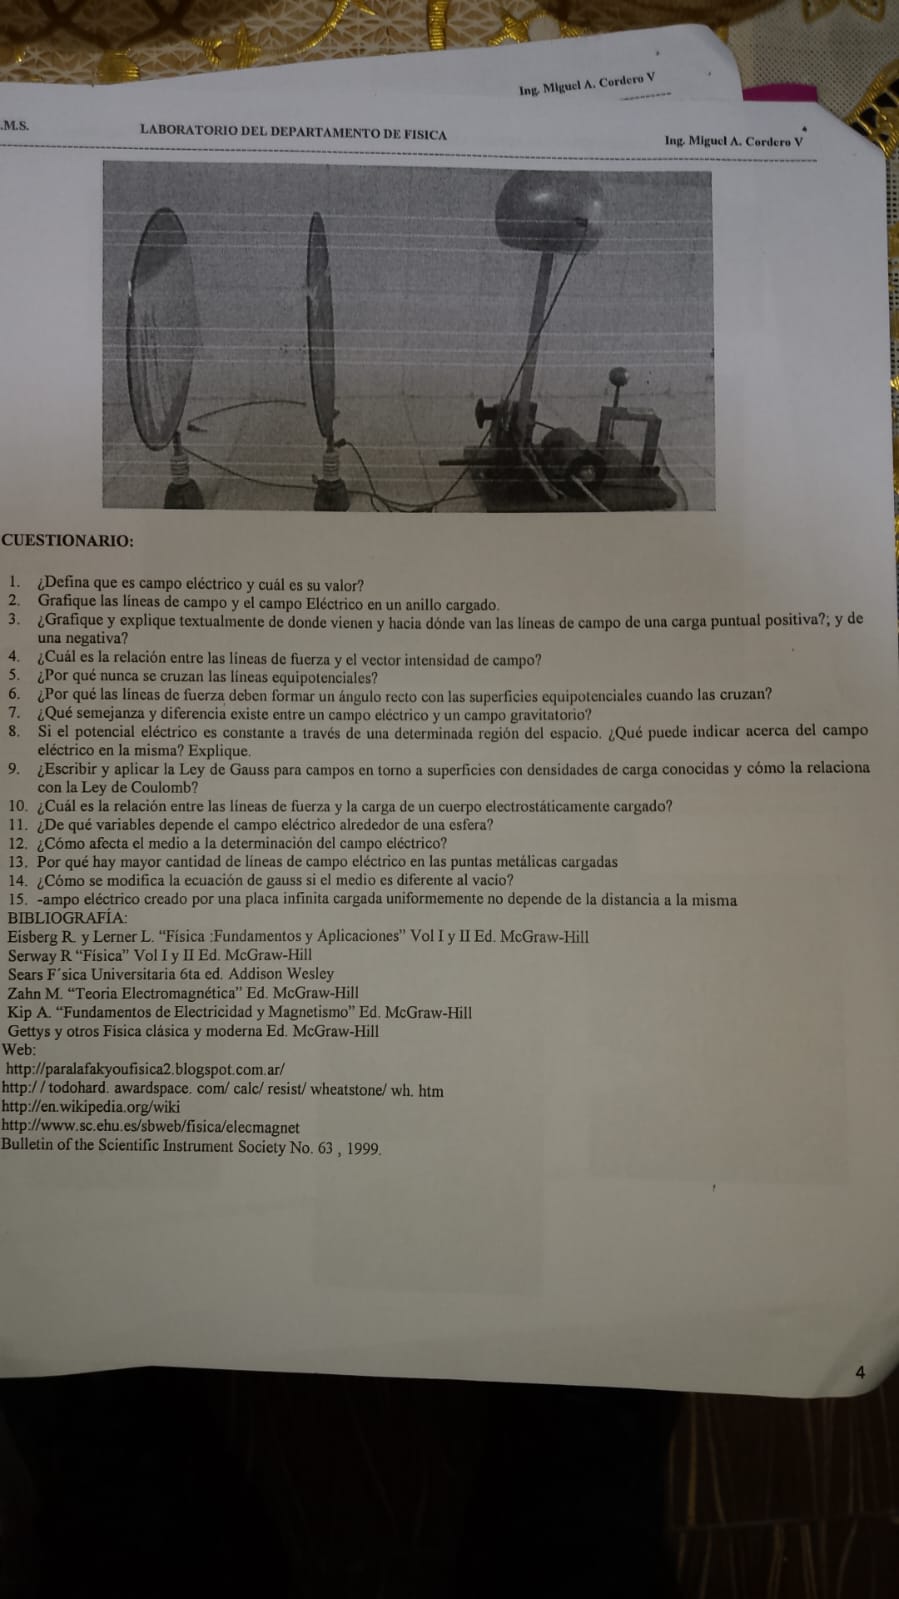 Ing. Miguel A. Cordero V
.M.S. LABORATORIO DEL DEPARTAMENTO DE FISICA Ing. Miguel A. Cordero V
CUESTIONARIO:
1. ¿Defina que es campo eléctrico y cuál es su valor?
2. Grafique las líneas de campo y el campo Eléctrico en un anillo cargado.
3. ¿Grafique y explique textualmente de donde vienen y hacia dónde van las líneas de campo de una carga puntual positiva?; y de
una negativa?
4. ¿Cuál es la relación entre las líneas de fuerza y el vector intensidad de campo?
5. ¿Por qué nunca se cruzan las líneas equipotenciales?
6. ¿Por qué las líneas de fuerza deben formar un ángulo recto con las superficies equipotenciales cuando las cruzan?
7. ¿Qué semejanza y diferencia existe entre un campo eléctrico y un campo gravitatorio?
8. Si el potencial eléctrico es constante a través de una determinada región del espacio. ¿Qué puede indicar acerca del campo
eléctrico en la misma? Explique.
9. ¿Escribir y aplicar la Ley de Gauss para campos en torno a superficies con densidades de carga conocidas y cómo la relaciona
con la Ley de Coulomb?
10. ¿Cuál es la relación entre las líneas de fuerza y la carga de un cuerpo electrostáticamente cargado?
11. ¿De qué variables depende el campo eléctrico alrededor de una esfera?
12. ¿Cómo afecta el medio a la determinación del campo eléctrico?
13. Por qué hay mayor cantidad de líneas de campo eléctrico en las puntas metálicas cargadas
14. ¿Cómo se modifica la ecuación de gauss si el medio es diferente al vacío?
15. -ampo eléctrico creado por una placa infinita cargada uniformemente no depende de la distancia a la misma
BIBLIOGRAFÍA:
Eisberg R. y Lerner L. “Física :Fundamentos y Aplicaciones” Vol I y II Ed. McGraw-Hill
Serway R “Física” Vol I y II Ed. McGraw-Hill
Sears F´sica Universitaria 6ta ed. Addison Wesley
Zahn M. “Teoria Electromagnética” Ed. McGraw-Hill
Kip A. “Fundamentos de Electricidad y Magnetismo” Ed. McGraw-Hill
Gettys y otros Física clásica y moderna Ed. McGraw-Hill
Web:
http://paralafakyoufisica2.blogspot.com.ar/
http:/ / todohard. awardspace. com/ calc/ resist/ wheatstone/ wh. htm
http://en.wikipedia.org/wiki
http://www.sc.ehu.es/sbweb/fisica/elecmagnet
Bulletin of the Scientific Instrument Society No. 63 , 1999.
4